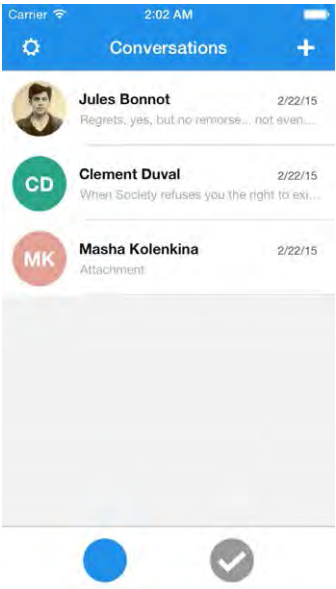 Carrier 2:02 AM
Conversations
Jules Bonnot 2/22/15
Regrets, yes, but no remorse... not even...
CD Clement Duval 2/22/15
When Society refuses you the right to exi...
MK Masha Kolenkina 2/22/15
Attachment